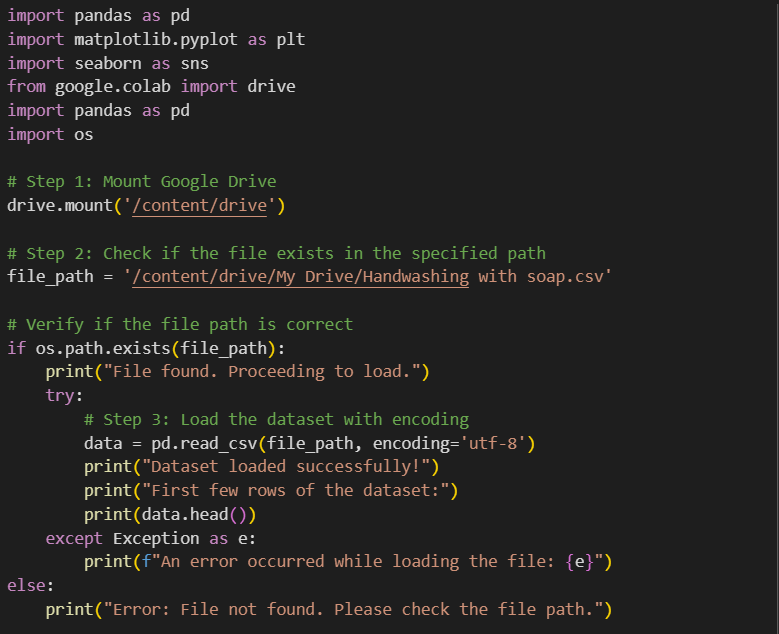 import pandas as pd
import matplotlib.pyplot as plt
import seaborn as sns
from google.colab import drive
import pandas as pd
import os

# Step 1: Mount Google Drive
drive.mount('/content/drive')

# Step 2: Check if the file exists in the specified path
file_path = '/content/drive/My Drive/Handwashing with soap.csv'

# Verify if the file path is correct
if os.path.exists(file_path):
    print("File found. Proceeding to load.")
    try:
        # Step 3: Load the dataset with encoding
        data = pd.read_csv(file_path, encoding='utf-8')
        print("Dataset loaded successfully!")
        print("First few rows of the dataset:")
        print(data.head())
    except Exception as e:
        print(f"An error occurred while loading the file: {e}")
else:
    print("Error: File not found. Please check the file path.")